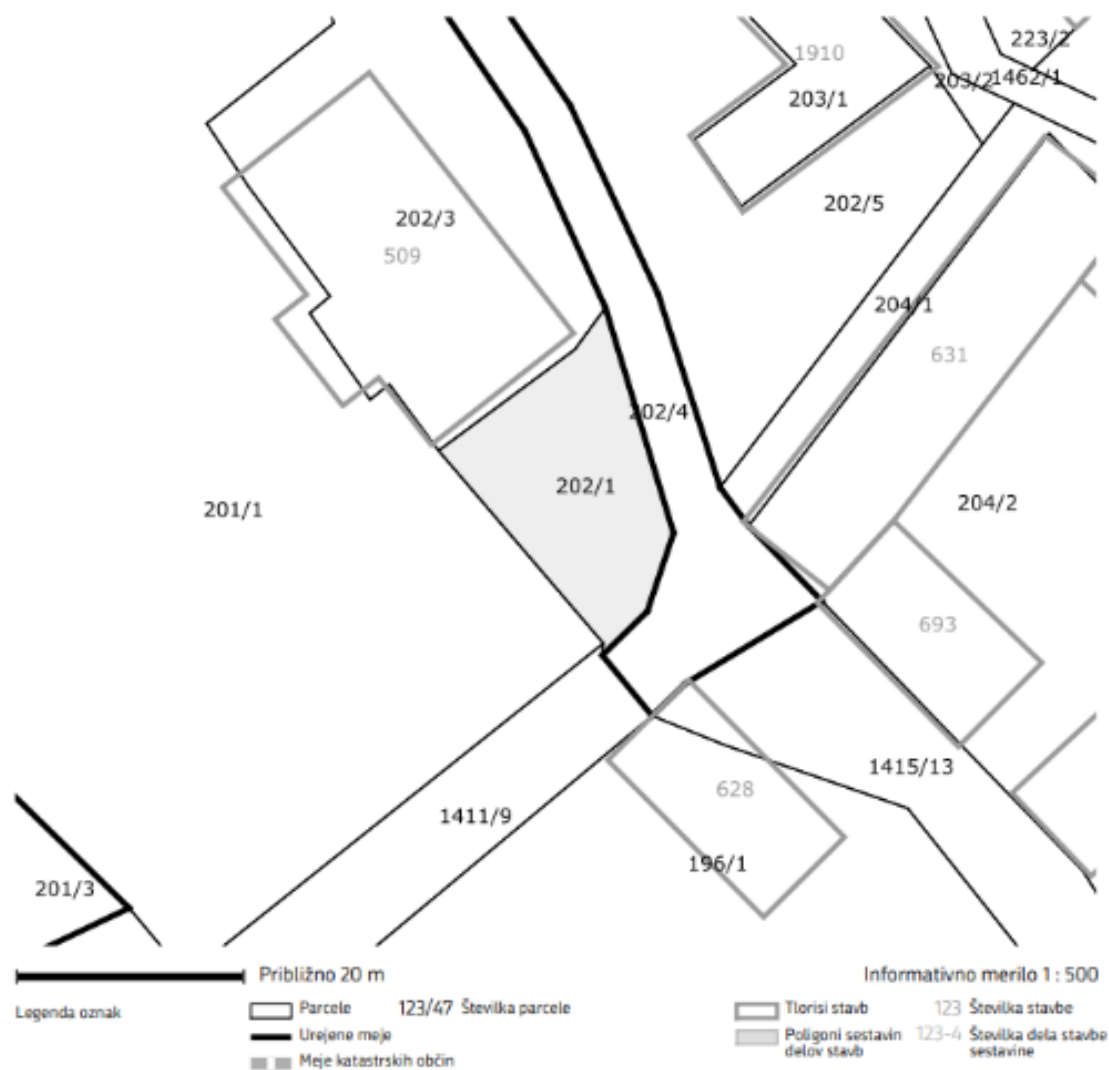 223/2
1910
203/2
1462/1
203/1
202/5
202/3
509
204/1
631
202/4
202/1
201/1
204/2
693
1415/13
628
1411/9
196/1
201/3
Približno 20 m
Informativno merilo 1 : 500
Legenda oznak
Parcele
123/47 Številka parcele
Urejene meje
Meje katastrskih občin
Tlorisi stavb
123 Številka stavbe
Poligoni sestavin
delov stavb
123-4 Številka dela stavbe
sestavine